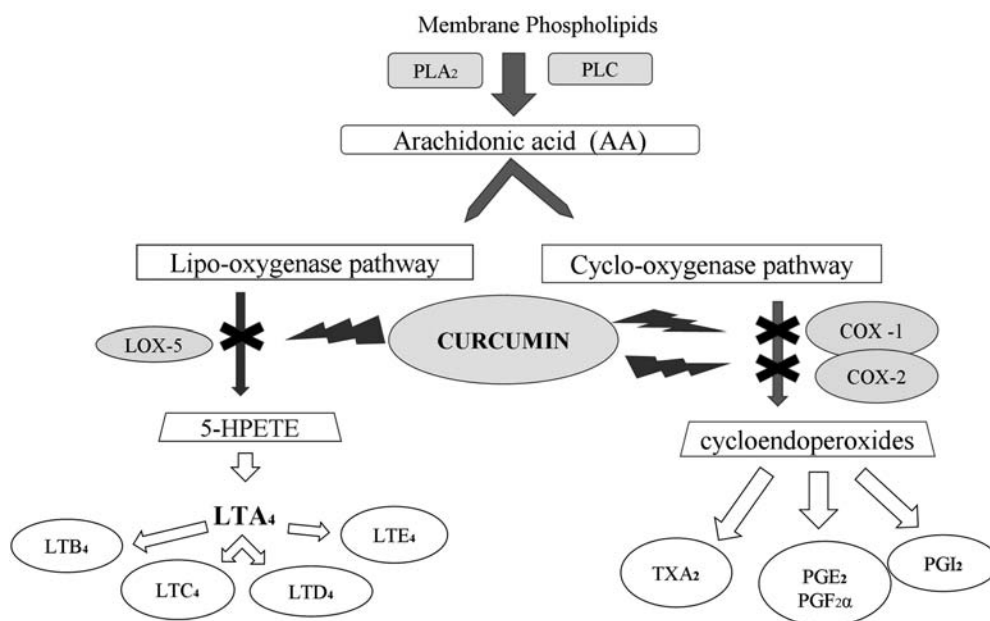 Membrane Phospholipids
PLA₂
PLC
Arachidonic acid (AA)
Lipo-oxygenase pathway
Cyclo-oxygenase pathway
LOX-5
CURCUMIN
COX -1
COX-2
5-HPETE
cycloendoperoxides
LTA₄
LTB₄
LTE₄
LTC₄
LTD₄
TXA₂
PGE₂
PGF₂α
PGI₂